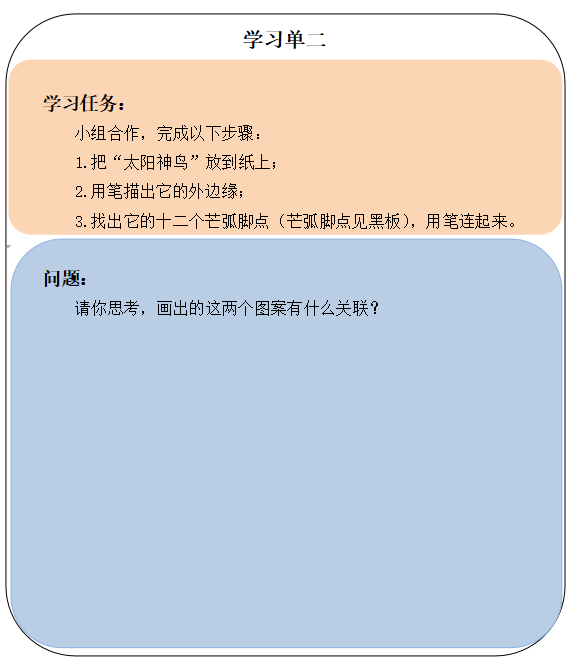 学习单二
学习任务：
小组合作，完成以下步骤：
1.把“太阳神鸟”放到纸上；
2.用笔描出它的外边缘；
3.找出它的十二个芒弧脚点（芒弧脚点见黑板），用笔连起来。
问题：
请你思考，画出的这两个图案有什么关联？